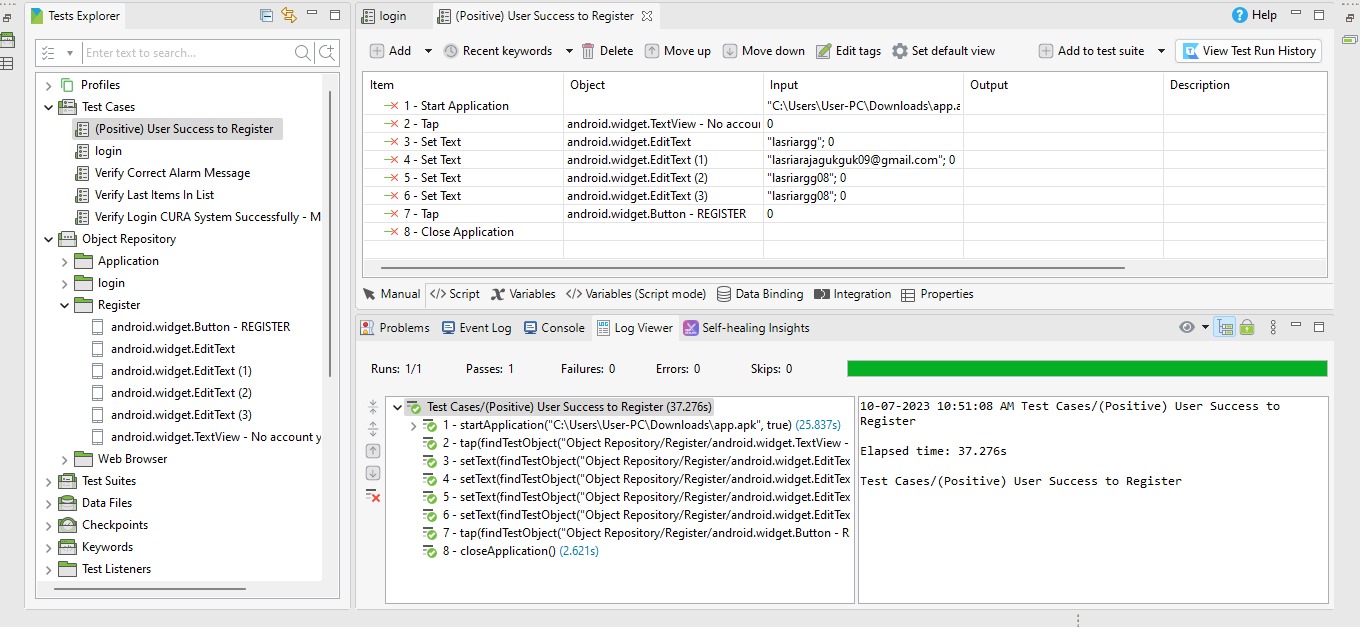 Tests Explorer
Enter text to search...
Profiles
Test Cases
(Positive) User Success to Register
login
Verify Correct Alarm Message
Verify Last Items In List
Verify Login CURA System Successfully - M
Object Repository
Application
login
Register
android.widget.Button - REGISTER
android.widget.EditText
android.widget.EditText (1)
android.widget.EditText (2)
android.widget.EditText (3)
android.widget.TextView - No account y
Web Browser
Test Suites
Data Files
Checkpoints
Keywords
Test Listeners
login (Positive) User Success to Register Help
Add Recent keywords Delete Move up Move down Edit tags Set default view Add to test suite View Test Run History
Item Object Input Output Description
1 - Start Application "C:\Users\User-PC\Downloads\app.a
2 - Tap android.widget.TextView - No accou 0
3 - Set Text android.widget.EditText "lasriargg"; 0
4 - Set Text android.widget.EditText (1) "lasriarajagukguk09@gmail.com"; 0
5 - Set Text android.widget.EditText (2) "lasriargg08"; 0
6 - Set Text android.widget.EditText (3) "lasriargg08"; 0
7 - Tap android.widget.Button - REGISTER 0
8 - Close Application
Manual </> Script Variables </> Variables (Script mode) Data Binding Integration Properties
Problems Event Log Console Log Viewer Self-healing Insights
Runs: 1/1 Passes: 1 Failures: 0 Errors: 0 Skips: 0
Test Cases/(Positive) User Success to Register (37.276s)
1 - startApplication("C:\Users\User-PC\Downloads\app.apk", true) (25.837s)
2 - tap(findTestObject("Object Repository/Register/android.widget.TextView -
3 - setText(findTestObject("Object Repository/Register/android.widget.EditTex
4 - setText(findTestObject("Object Repository/Register/android.widget.EditTex
5 - setText(findTestObject("Object Repository/Register/android.widget.EditTex
6 - setText(findTestObject("Object Repository/Register/android.widget.EditTex
7 - tap(findTestObject("Object Repository/Register/android.widget.Button - R
8 - closeApplication() (2.621s)
10-07-2023 10:51:08 AM Test Cases/(Positive) User Success to
Register
Elapsed time: 37.276s
Test Cases/(Positive) User Success to Register